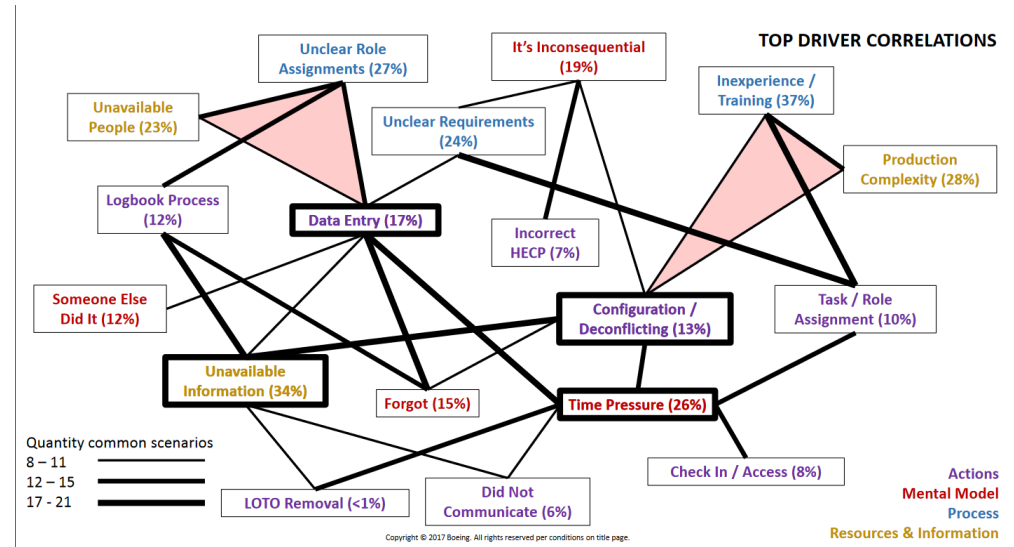 TOP DRIVER CORRELATIONS
Unclear Role
Assignments (27%)
It's Inconsequential
(19%)
Inexperience /
Training (37%)
Unavailable
People (23%)
Unclear Requirements
(24%)
Production
Complexity (28%)
Logbook Process
(12%)
Data Entry (17%)
Incorrect
HECP (7%)
Someone Else
Did It (12%)
Configuration /
Deconflicting (13%)
Task / Role
Assignment (10%)
Unavailable
Information (34%)
Forgot (15%)
Time Pressure (26%)
Quantity common scenarios
8 – 11
12 – 15
17 - 21
Check In / Access (8%)
LOTO Removal (<1%)
Did Not
Communicate (6%)
Actions
Mental Model
Process
Resources & Information
Copyright © 2017 Boeing. All rights reserved per conditions on title page.